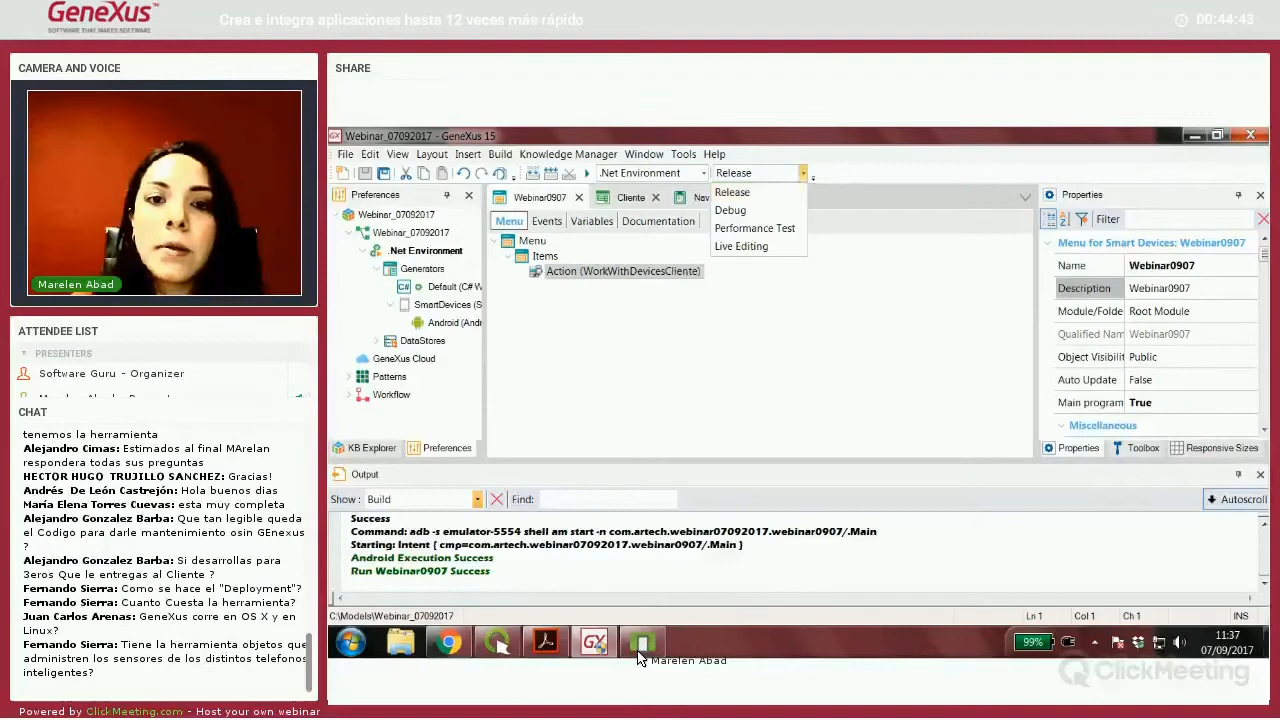 GeneXus™
SOFTWARE THAT MAKES SOFTWARE
Crea e integra aplicaciones hasta 12 veces más rápido
00:44:43
CAMERA AND VOICE
Marelen Abad
ATTENDEE LIST
PRESENTERS
Software Guru - Organizer
CHAT
tenemos la herramienta
Alejandro Cimas: Estimados al final MArelan
respondera todas sus preguntas
HECTOR HUGO TRUJILLO SANCHEZ: Gracias!
Andrés De León Castrejón: Hola buenos dias
María Elena Torres Cuevas: esta muy completa
Alejandro Gonzalez Barba: Que tan legible queda
el Codigo para darle mantenimiento osin GEnexus
?
Alejandro Gonzalez Barba: Si desarrollas para
3eros Que le entregas al Cliente ?
Fernando Sierra: Como se hace el "Deployment"?
Fernando Sierra: Cuanto Cuesta la herramienta?
Juan Carlos Arenas: GeneXus corre en OS X y en
Linux?
Fernando Sierra: Tiene la herramienta objetos que
administren los sensores de los distintos telefonos
inteligentes?
Powered by ClickMeeting.com - Host your own webinar
SHARE
GX Webinar_07092017 - GeneXus 15
File Edit View Layout Insert Build Knowledge Manager Window Tools Help
.Net Environment
Release
Release
Debug
Performance Test
Live Editing
Preferences
Webinar_07092017
Webinar_07092017
.Net Environment
Generators
C# Default (C# W
SmartDevices (S
Android (Andr
DataStores
GeneXus Cloud
Patterns
Workflow
KB Explorer
Preferences
Webinar0907
Cliente
Nav
Menu Events Variables Documentation
Menu
Items
Action (WorkWithDevicesCliente)
Properties
Filter
Menu for Smart Devices: Webinar0907
Name Webinar0907
Description Webinar0907
Module/Folde Root Module
Qualified Nam Webinar0907
Object Visibilit Public
Auto Update False
Main program True
Miscellaneous
Properties
Toolbox
Responsive Sizes
Output
Show: Build
Find:
Autoscroll
Success
Command: adb -s emulator-5554 shell am start -n com.artech.webinar07092017.webinar0907/.Main
Starting: Intent { cmp=com.artech.webinar07092017.webinar0907/.Main }
Android Execution Success
Run Webinar0907 Success
C:\Models\Webinar_07092017
Ln 1 Col 1 Ch 1 INS
GX
99%
11:37
07/09/2017
Marelen Abad
ClickMeeting